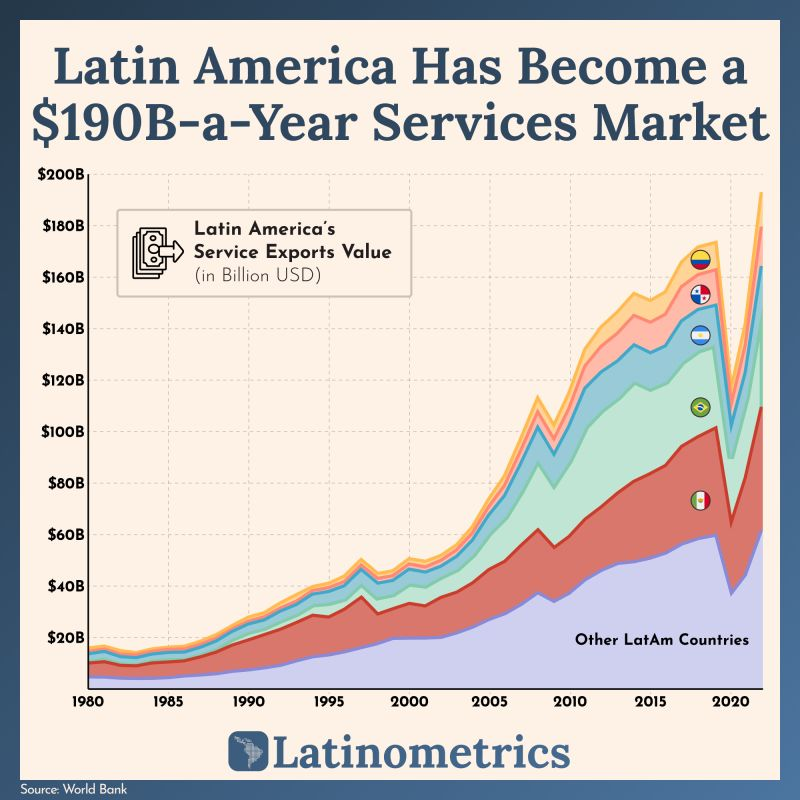 Latin America Has Become a
$190B-a-Year Services Market
$200B
$180B
$160B
$140B
$120B
$100B
$80B
$60B
$40B
$20B
Latin America's
Service Exports Value
(in Billion USD)
Other LatAm Countries
1980 1985 1990 1995 2000 2005 2010 2015 2020
Latinometrics
Source: World Bank